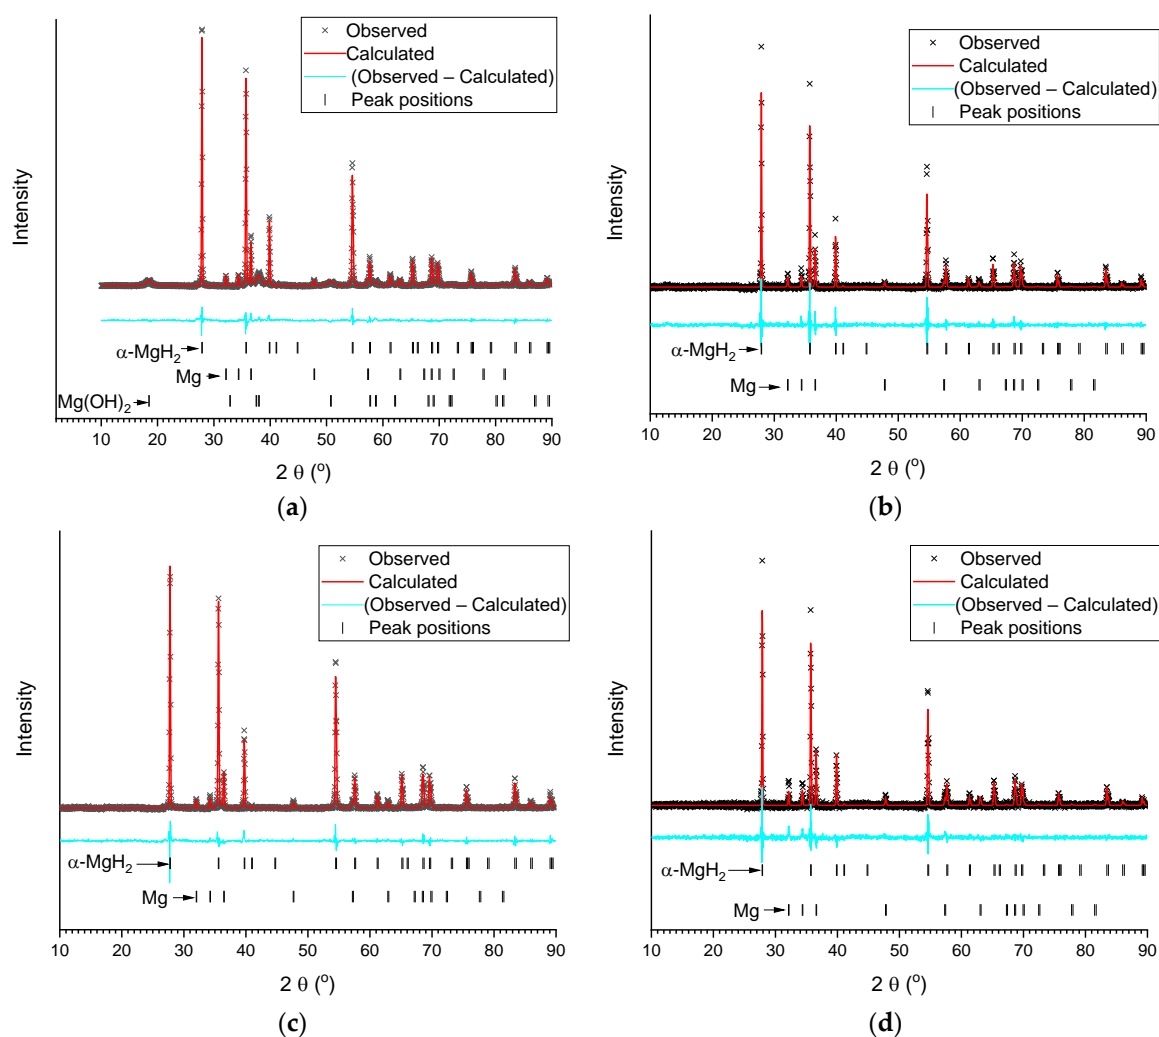 Observed
Calculated
(Observed – Calculated)
Peak positions
Intensity
α-MgH2
Mg
Mg(OH)2
10 20 30 40 50 60 70 80 90
2 θ (o)
(a)
Observed
Calculated
(Observed – Calculated)
Peak positions
Intensity
α-MgH2
Mg
10 20 30 40 50 60 70 80 90
2 θ (o)
(b)
Observed
Calculated
(Observed – Calculated)
Peak positions
Intensity
α-MgH2
Mg
10 20 30 40 50 60 70 80 90
2 θ (o)
(c)
Observed
Calculated
(Observed – Calculated)
Peak positions
Intensity
α-MgH2
Mg
10 20 30 40 50 60 70 80 90
2 θ (o)
(d)